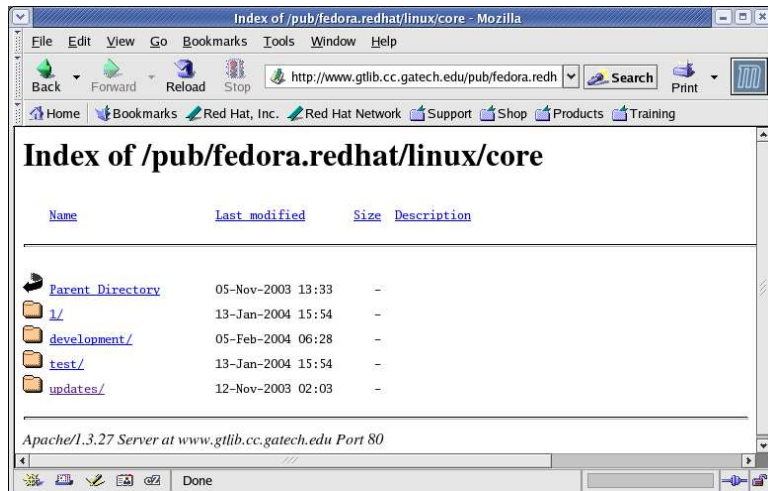 Index of /pub/fedora.redhat/linux/core - Mozilla
File Edit View Go Bookmarks Tools Window Help
Back Forward Reload Stop http://www.gtlib.cc.gatech.edu/pub/fedora.redh Search Print
Home Bookmarks Red Hat, Inc. Red Hat Network Support Shop Products Training
Index of /pub/fedora.redhat/linux/core
Name Last modified Size Description
Parent Directory 05-Nov-2003 13:33 -
1/ 13-Jan-2004 15:54 -
development/ 05-Feb-2004 06:28 -
test/ 13-Jan-2004 15:54 -
updates/ 12-Nov-2003 02:03 -
Apache/1.3.27 Server at www.gtlib.cc.gatech.edu Port 80
Done